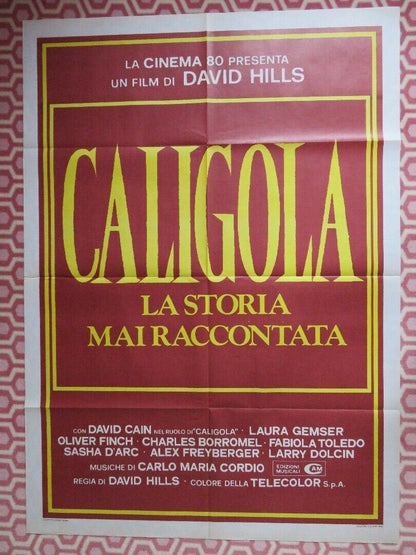 LA CINEMA 80 PRESENTA
UN FILM DI DAVID HILLS
CALIGOLA
LA STORIA
MAI RACCONTATA
CON DAVID CAIN NEL RUOLO DI "CALIGOLA" · LAURA GEMSER
OLIVER FINCH · CHARLES BORROMEL · FABIOLA TOLEDO
SASHA D'ARC · ALEX FREYBERGER · LARRY DOLCIN
MUSICHE DI CARLO MARIA CORDIO EDIZIONI MUSICALI CAM
REGIA DI DAVID HILLS · COLORE DELLA TELECOLOR S.p.A.